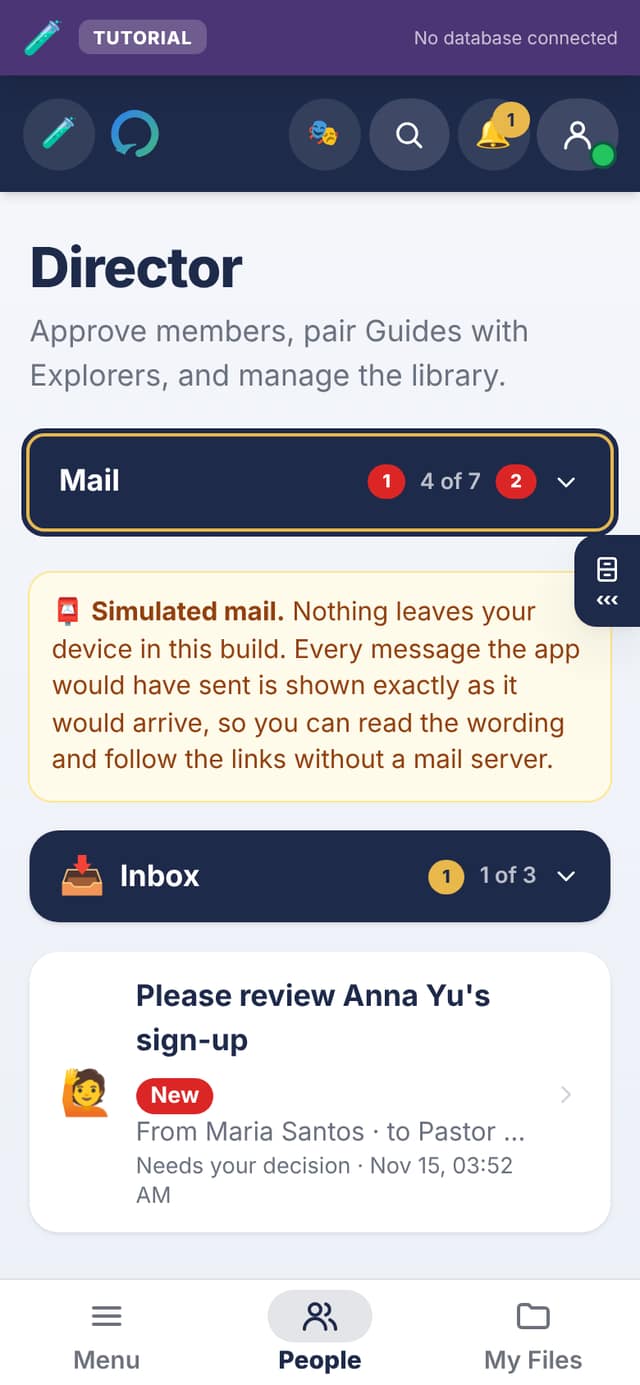 TUTORIAL
No database connected
1
Director
Approve members, pair Guides with
Explorers, and manage the library.
Mail
1 4 of 7 2
Simulated mail. Nothing leaves your
device in this build. Every message the app
would have sent is shown exactly as it
would arrive, so you can read the wording
and follow the links without a mail server.
Inbox
1 1 of 3
Please review Anna Yu's
sign-up
New
From Maria Santos · to Pastor ...
Needs your decision · Nov 15, 03:52
AM
Menu
People
My Files